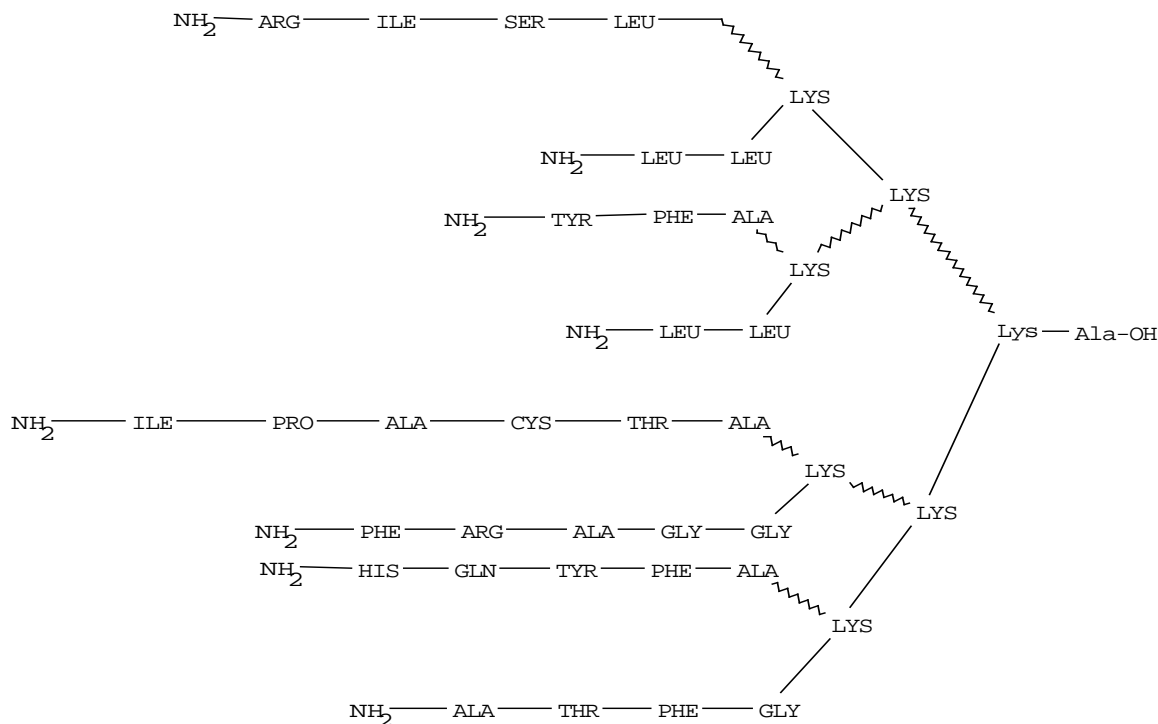 NH2 ARG ILE SER LEU
LYS
NH2 LEU LEU
LYS
NH2 TYR PHE ALA
LYS
NH2 LEU LEU
Lys Ala-OH
NH2 ILE PRO ALA CYS THR ALA
LYS
LYS
NH2 PHE ARG ALA GLY GLY
NH2 HIS GLN TYR PHE ALA
LYS
NH2 ALA THR PHE GLY